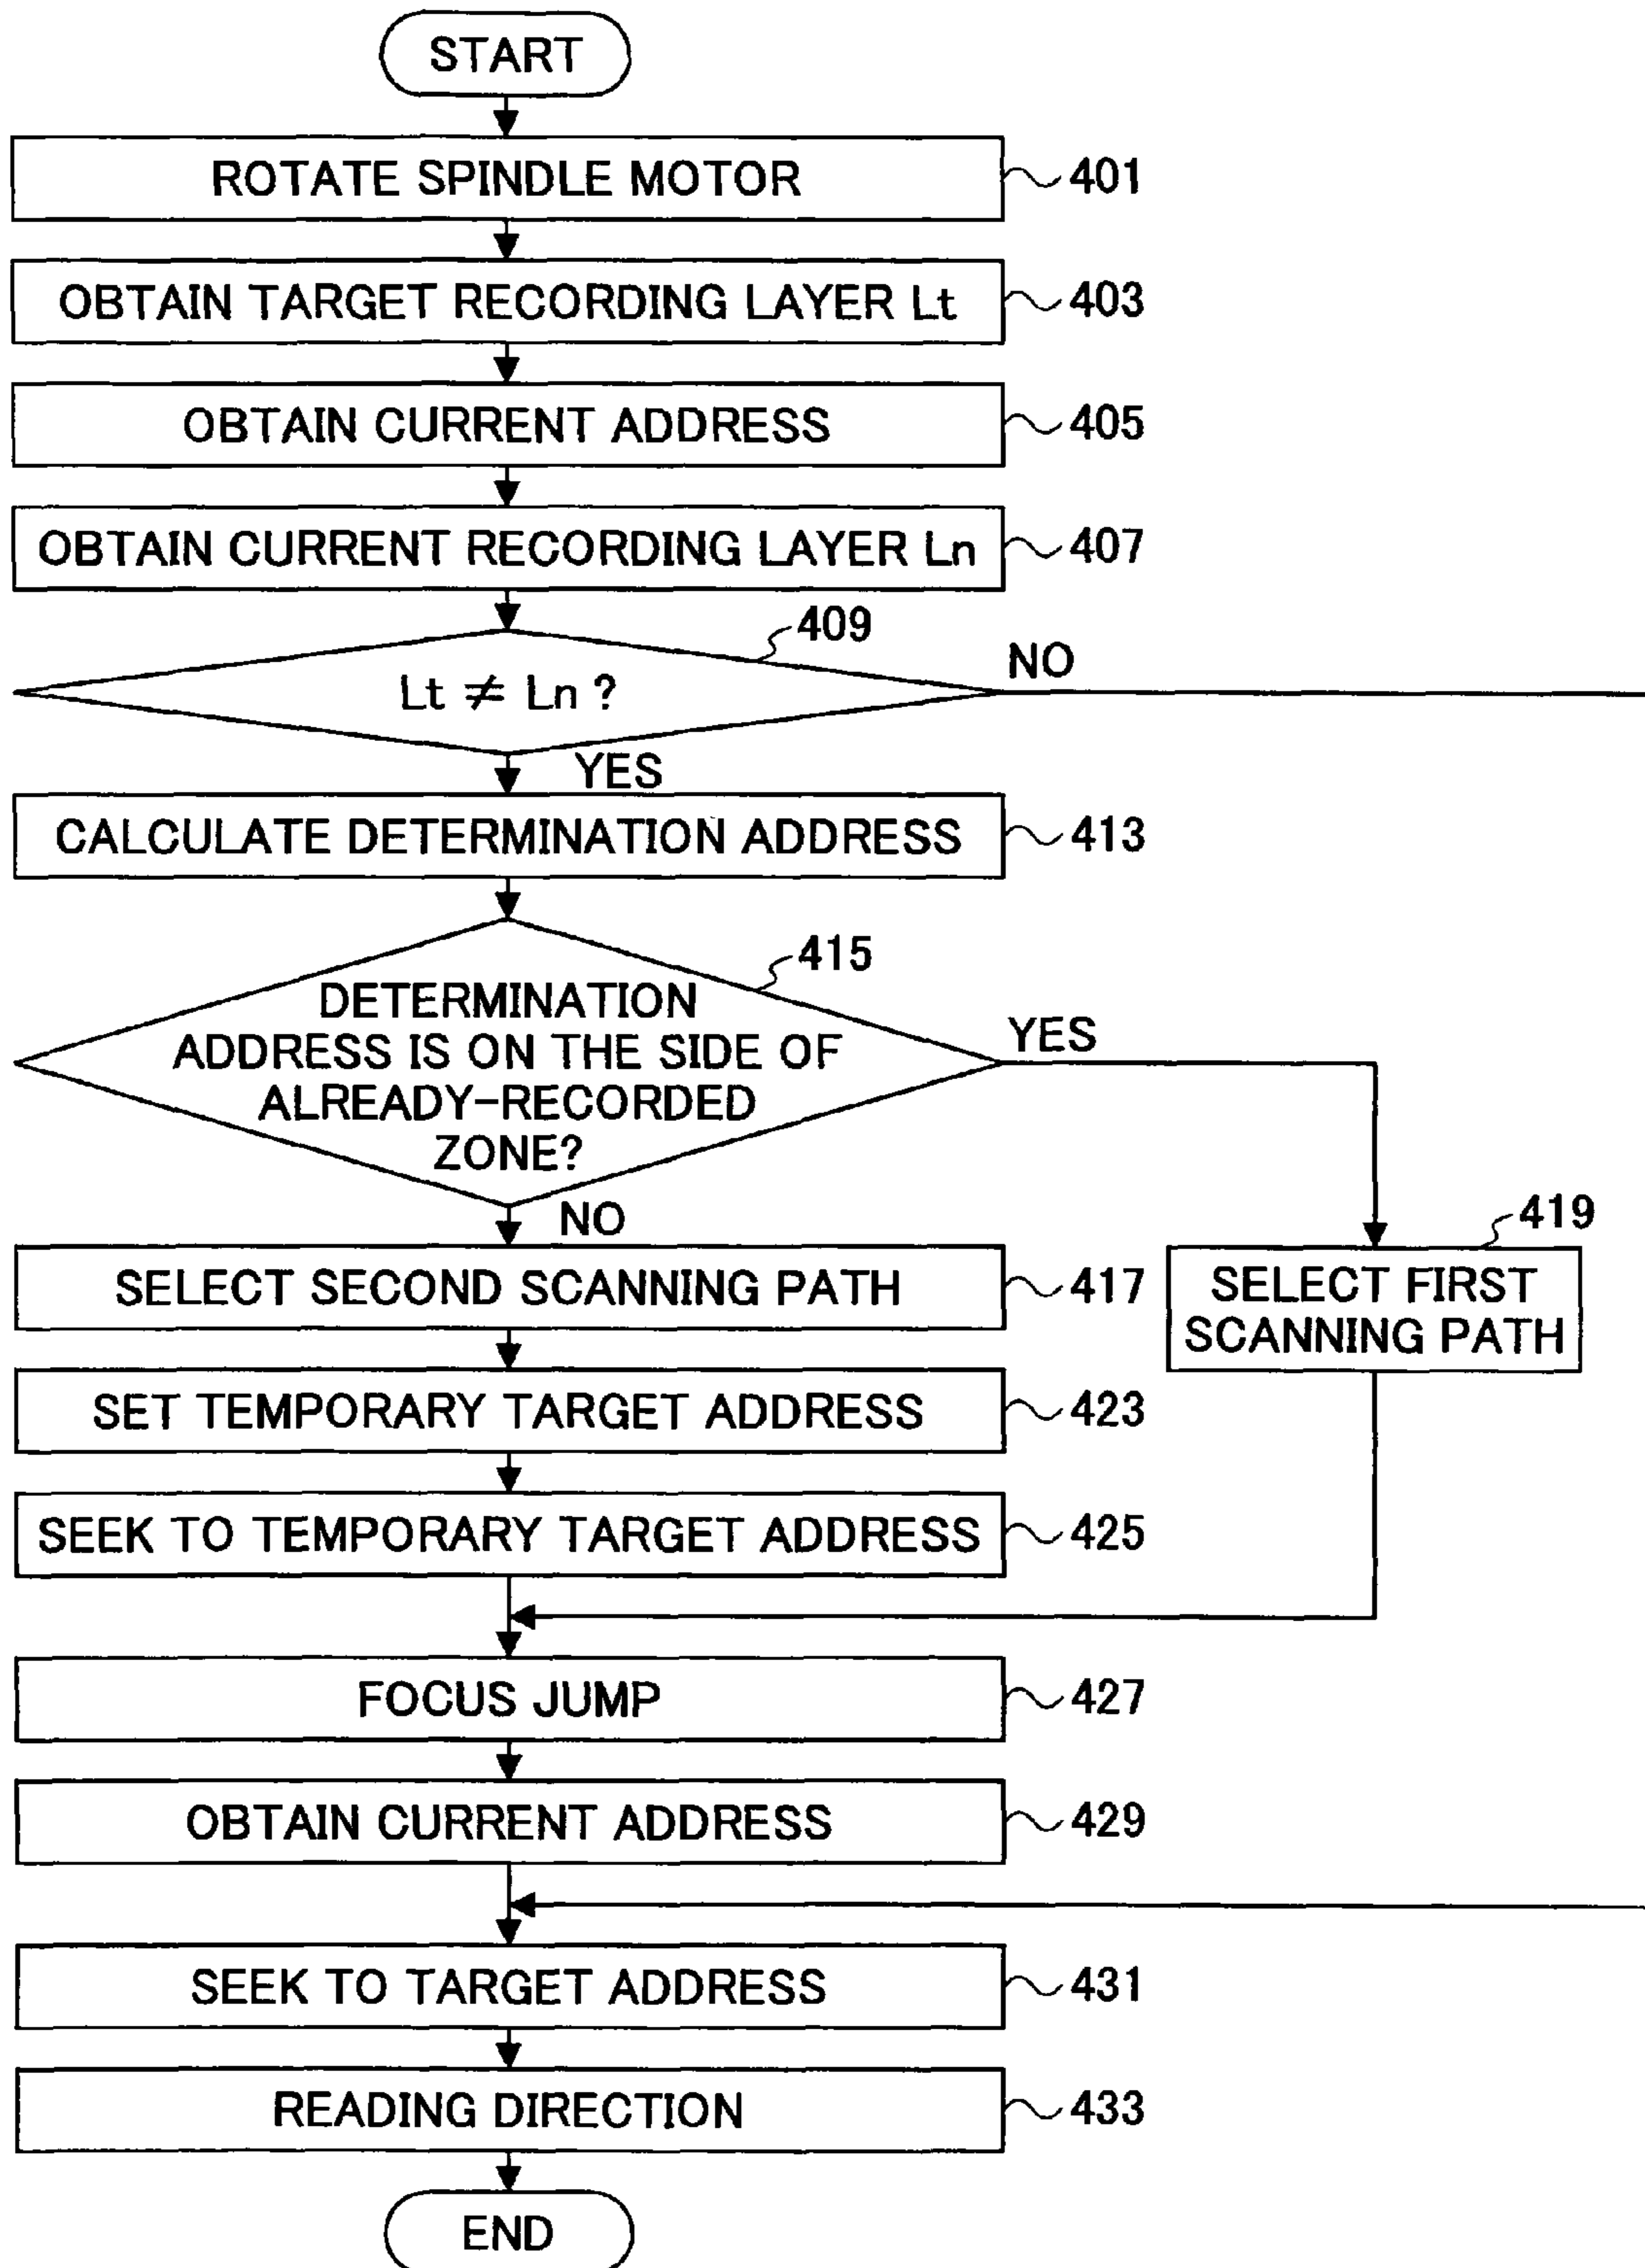 START
ROTATE SPINDLE MOTOR
401
OBTAIN TARGET RECORDING LAYER Lt
403
OBTAIN CURRENT ADDRESS
405
OBTAIN CURRENT RECORDING LAYER Ln
407
409
Lt ≠ Ln ?
NO
YES
CALCULATE DETERMINATION ADDRESS
413
415
DETERMINATION
ADDRESS IS ON THE SIDE OF
ALREADY-RECORDED
ZONE?
YES
NO
419
SELECT SECOND SCANNING PATH
417
SELECT FIRST
SCANNING PATH
SET TEMPORARY TARGET ADDRESS
423
SEEK TO TEMPORARY TARGET ADDRESS
425
FOCUS JUMP
427
OBTAIN CURRENT ADDRESS
429
SEEK TO TARGET ADDRESS
431
READING DIRECTION
433
END